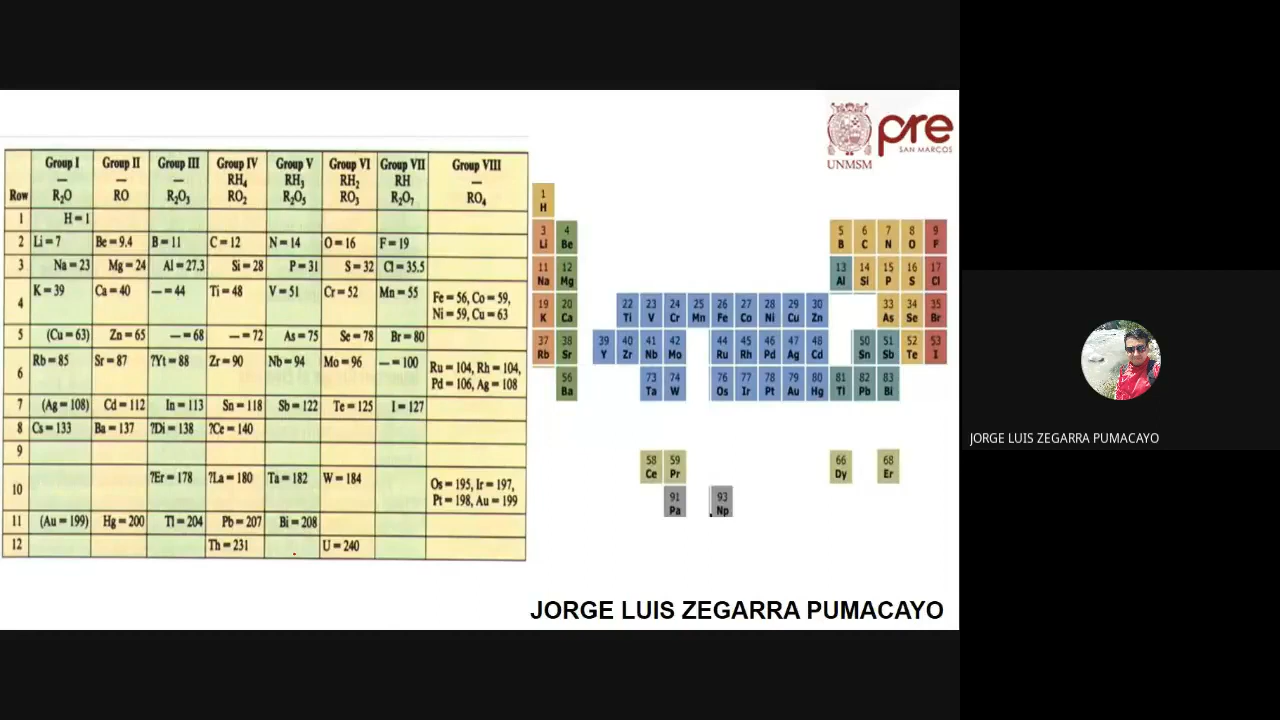 pre
SAN MARCOS
UNMSM
Row Group I — R₂O Group II — RO Group III — R₂O₃ Group IV RH₄ RO₂ Group V RH₃ R₂O₅ Group VI RH₂ RO₃ Group VII RH R₂O₇ Group VIII — RO₄
1 H = 1
2 Li = 7 Be = 9.4 B = 11 C = 12 N = 14 O = 16 F = 19
3 Na = 23 Mg = 24 Al = 27.3 Si = 28 P = 31 S = 32 Cl = 35.5
4 K = 39 Ca = 40 — = 44 Ti = 48 V = 51 Cr = 52 Mn = 55 Fe = 56, Co = 59, Ni = 59, Cu = 63
5 (Cu = 63) Zn = 65 — = 68 — = 72 As = 75 Se = 78 Br = 80
6 Rb = 85 Sr = 87 ?Yt = 88 Zr = 90 Nb = 94 Mo = 96 — = 100 Ru = 104, Rh = 104, Pd = 106, Ag = 108
7 (Ag = 108) Cd = 112 In = 113 Sn = 118 Sb = 122 Te = 125 I = 127
8 Cs = 133 Ba = 137 ?Di = 138 ?Ce = 140
9
10 ?Er = 178 ?La = 180 Ta = 182 W = 184 Os = 195, Ir = 197, Pt = 198, Au = 199
11 (Au = 199) Hg = 200 Tl = 204 Pb = 207 Bi = 208
12 Th = 231 U = 240
1
H
3 4 5 6 7 8 9
Li Be B C N O F
11 12 13 14 15 16 17
Na Mg Al Si P S Cl
19 20 22 23 24 25 26 27 28 29 30 33 34 35
K Ca Ti V Cr Mn Fe Co Ni Cu Zn As Se Br
37 38 39 40 41 42 44 45 46 47 48 50 51 52 53
Rb Sr Y Zr Nb Mo Ru Rh Pd Ag Cd Sn Sb Te I
56 73 74 76 77 78 79 80 81 82 83
Ba Ta W Os Ir Pt Au Hg Tl Pb Bi
58 59 66 68
Ce Pr Dy Er
91 93
Pa Np
JORGE LUIS ZEGARRA PUMACAYO
JORGE LUIS ZEGARRA PUMACAYO